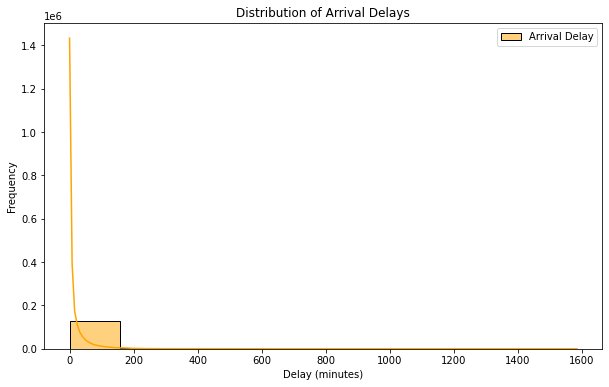 Distribution of Arrival Delays
1e6
Arrival Delay
1.4
1.2
1.0
0.8
0.6
0.4
0.2
0.0
Frequency
0 200 400 600 800 1000 1200 1400 1600
Delay (minutes)